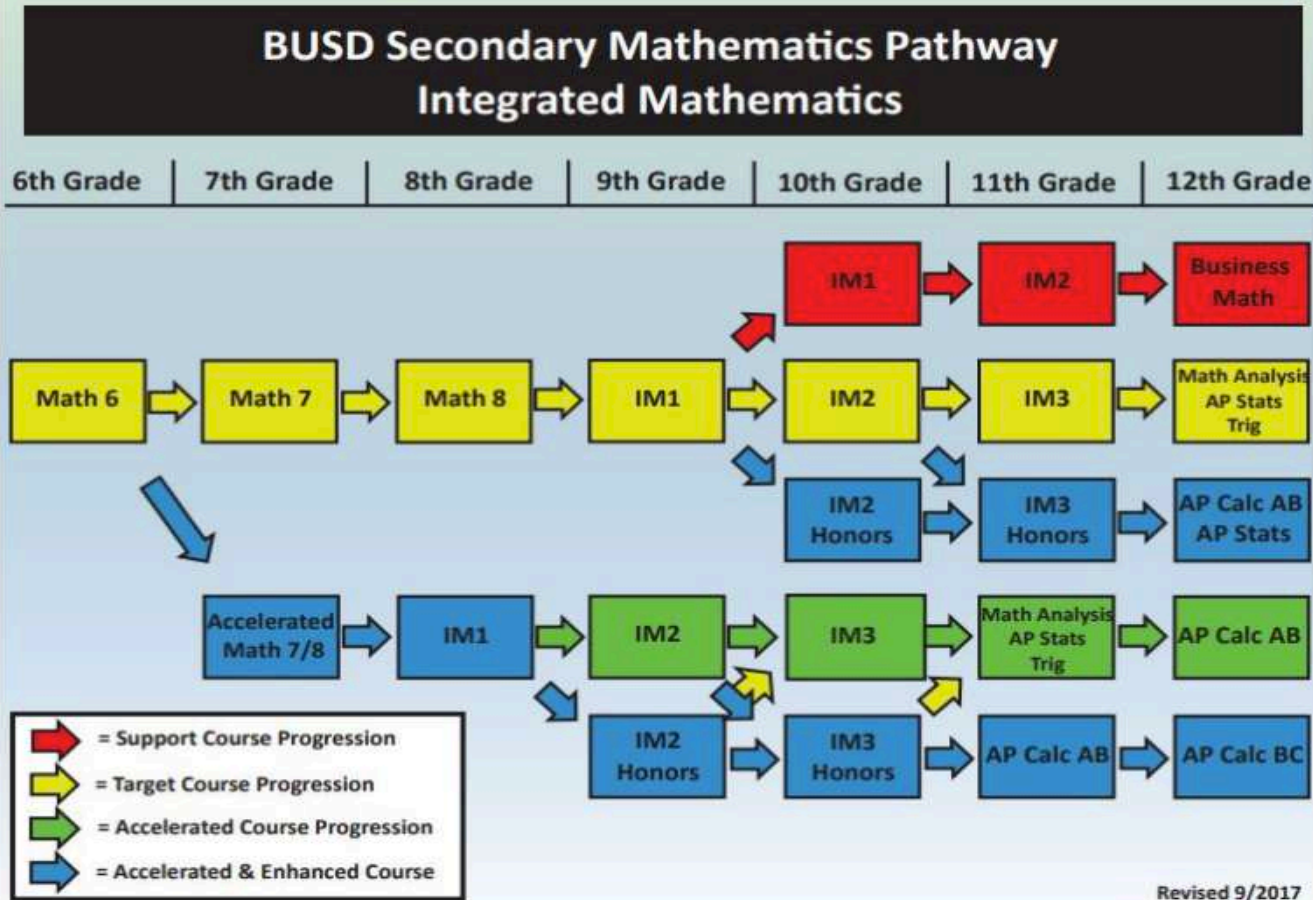 BUSD Secondary Mathematics Pathway
Integrated Mathematics
6th Grade
7th Grade
8th Grade
9th Grade
10th Grade
11th Grade
12th Grade
IM1
IM2
Business
Math
Math 6
Math 7
Math 8
IM1
IM2
IM3
Math Analysis
AP Stats
Trig
IM2
Honors
IM3
Honors
AP Calc AB
AP Stats
Accelerated
Math 7/8
IM1
IM2
IM3
Math Analysis
AP Stats
Trig
AP Calc AB
IM2
Honors
IM3
Honors
AP Calc AB
AP Calc BC
= Support Course Progression
= Target Course Progression
= Accelerated Course Progression
= Accelerated & Enhanced Course
Revised 9/2017